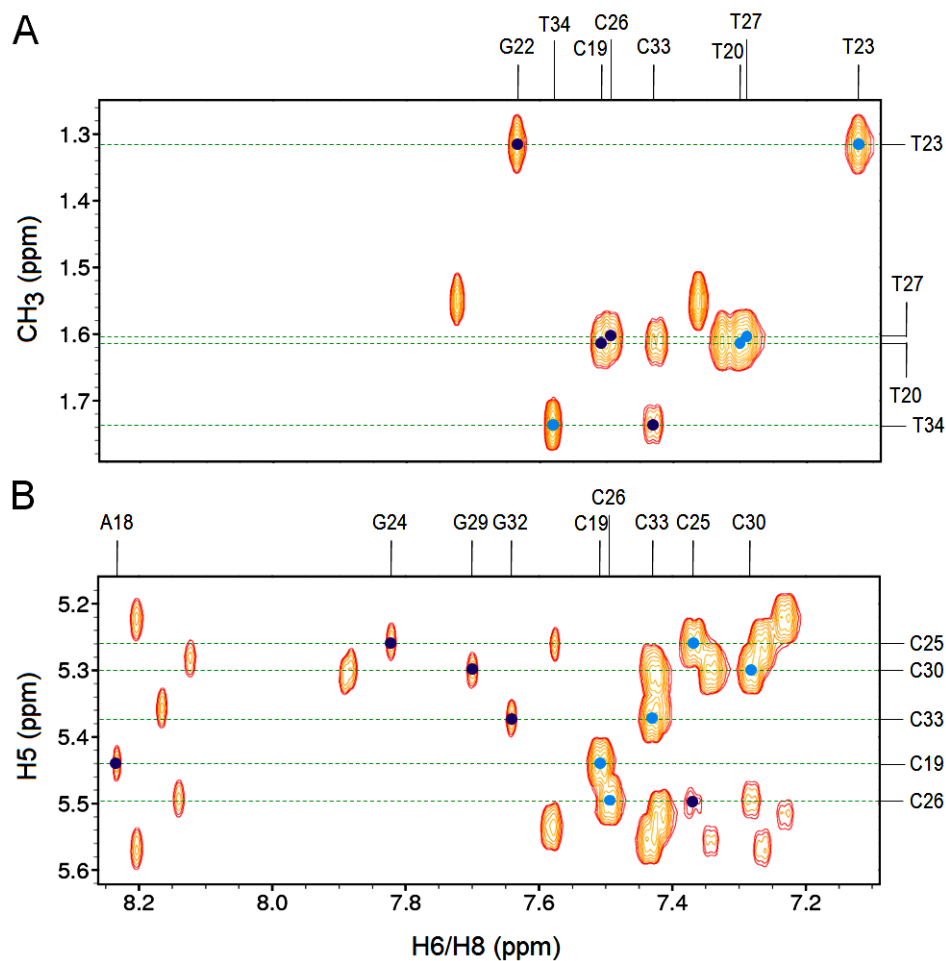 A
T34
C26
T27
G22
C19
C33
T20
T23
1.3
1.4
1.5
1.6
1.7
CH3 (ppm)
T23
T27
T20
T34
B
C26
A18
G24
G29
G32
C19
C33
C25
C30
5.2
5.3
5.4
5.5
5.6
H5 (ppm)
C25
C30
C33
C19
C26
8.2
8.0
7.8
7.6
7.4
7.2
H6/H8 (ppm)